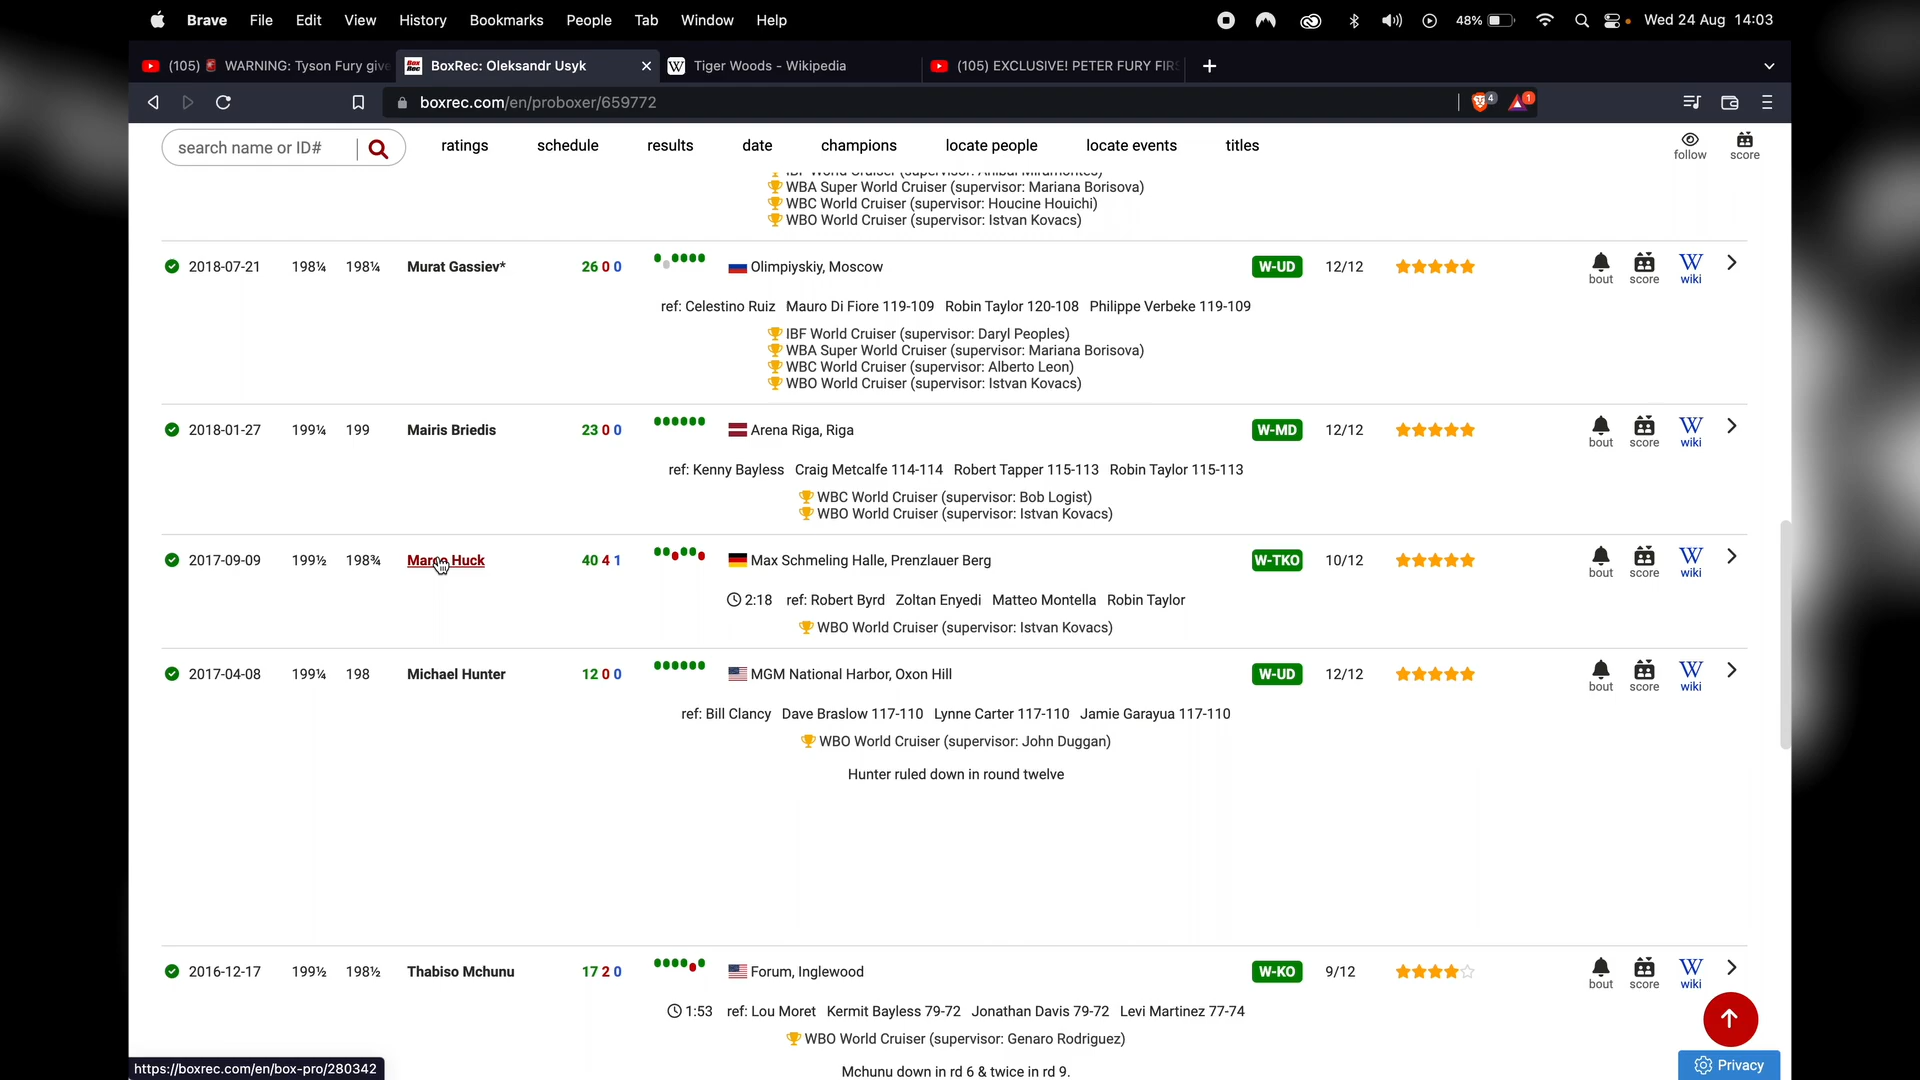 Brave File Edit View History Bookmarks People Tab Window Help 48% Wed 24 Aug 14:03
(105) WARNING: Tyson Fury give BoxRec: Oleksandr Usyk Tiger Woods - Wikipedia (105) EXCLUSIVE! PETER FURY FIRS
boxrec.com/en/proboxer/659772 4 1
search name or ID# ratings schedule results date champions locate people locate events titles follow score
WBA Super World Cruiser (supervisor: Mariana Borisova)
WBC World Cruiser (supervisor: Houcine Houichi)
WBO World Cruiser (supervisor: Istvan Kovacs)
2018-07-21 198¼ 198¼ Murat Gassiev* 26 0 0 Olimpiyskiy, Moscow W-UD 12/12 bout score wiki
ref: Celestino Ruiz Mauro Di Fiore 119-109 Robin Taylor 120-108 Philippe Verbeke 119-109
IBF World Cruiser (supervisor: Daryl Peoples)
WBA Super World Cruiser (supervisor: Mariana Borisova)
WBC World Cruiser (supervisor: Alberto Leon)
WBO World Cruiser (supervisor: Istvan Kovacs)
2018-01-27 199¼ 199 Mairis Briedis 23 0 0 Arena Riga, Riga W-MD 12/12 bout score wiki
ref: Kenny Bayless Craig Metcalfe 114-114 Robert Tapper 115-113 Robin Taylor 115-113
WBC World Cruiser (supervisor: Bob Logist)
WBO World Cruiser (supervisor: Istvan Kovacs)
2017-09-09 199½ 198¾ Marco Huck 40 4 1 Max Schmeling Halle, Prenzlauer Berg W-TKO 10/12 bout score wiki
2:18 ref: Robert Byrd Zoltan Enyedi Matteo Montella Robin Taylor
WBO World Cruiser (supervisor: Istvan Kovacs)
2017-04-08 199¼ 198 Michael Hunter 12 0 0 MGM National Harbor, Oxon Hill W-UD 12/12 bout score wiki
ref: Bill Clancy Dave Braslow 117-110 Lynne Carter 117-110 Jamie Garayua 117-110
WBO World Cruiser (supervisor: John Duggan)
Hunter ruled down in round twelve
2016-12-17 199½ 198½ Thabiso Mchunu 17 2 0 Forum, Inglewood W-KO 9/12 bout score wiki
1:53 ref: Lou Moret Kermit Bayless 79-72 Jonathan Davis 79-72 Levi Martinez 77-74
WBO World Cruiser (supervisor: Genaro Rodriguez)
Mchunu down in rd 6 & twice in rd 9.
https://boxrec.com/en/box-pro/280342
Privacy